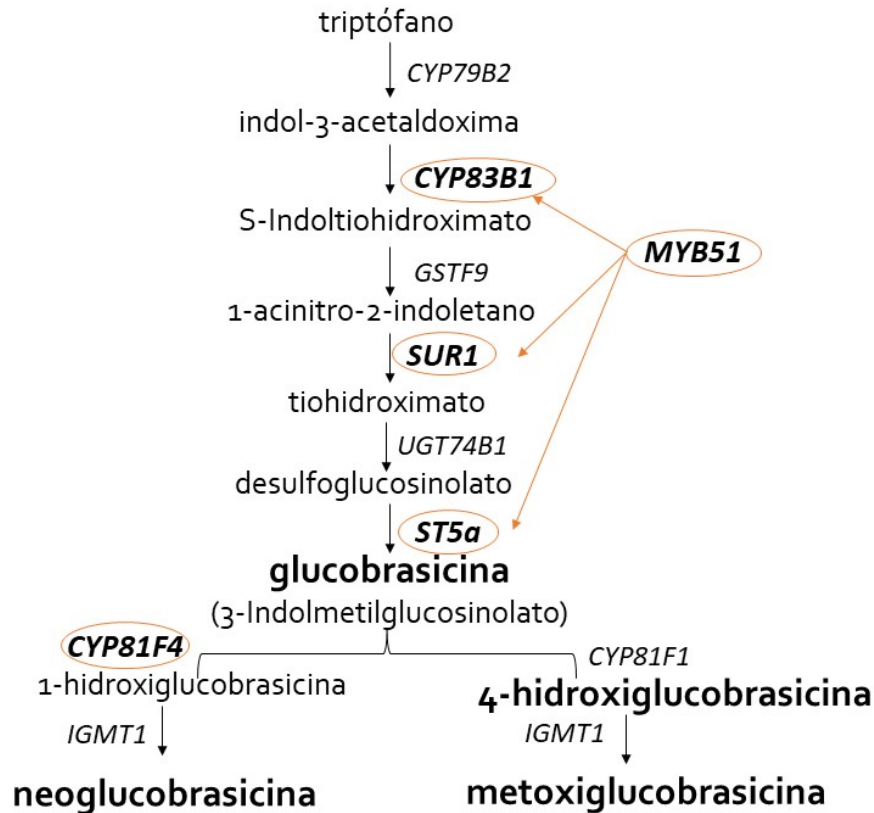 triptófano
CYP79B2
indol-3-acetaldoxima
CYP83B1
S-Indoltiohidroximato
MYB51
GSTF9
1-acinitro-2-indoletano
SUR1
tiohidroximato
UGT74B1
desulfoglucosinolato
ST5a
glucobrasicina
(3-Indolmetilglucosinolato)
CYP81F4
CYP81F1
1-hidroxiglucobrasicina
4-hidroxiglucobrasicina
IGMT1
IGMT1
neoglucobrasicina
metoxiglucobrasicina